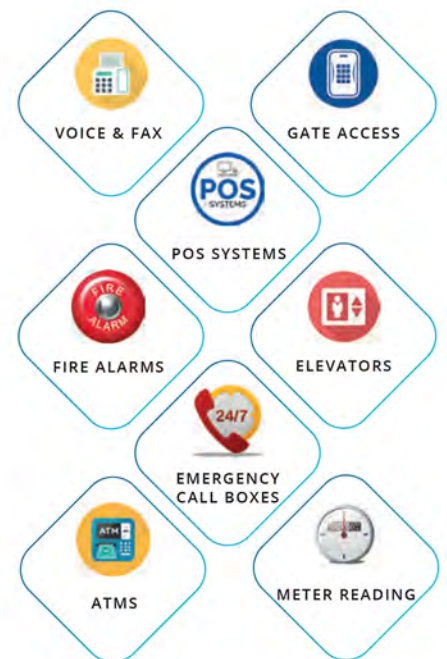 VOICE & FAX
GATE ACCESS
POS
SYSTEMS
POS SYSTEMS
FIRE
ALARM
FIRE ALARMS
ELEVATORS
24/7
EMERGENCY
CALL BOXES
ATM
ATMS
METER READING